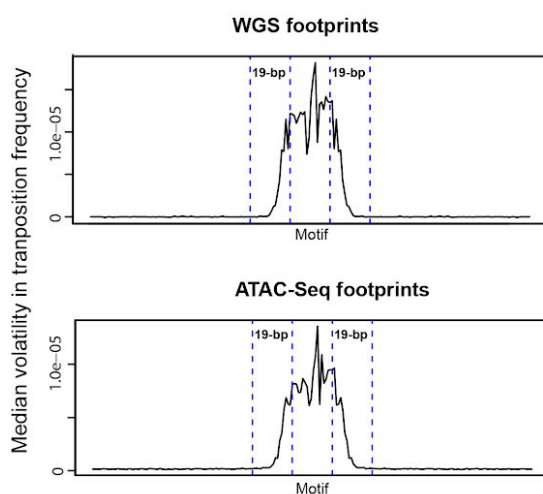 WGS footprints
19-bp 19-bp
1.0e-05
0
Motif
Median volatility in tranposition frequency
ATAC-Seq footprints
19-bp 19-bp
1.0e-05
0
Motif